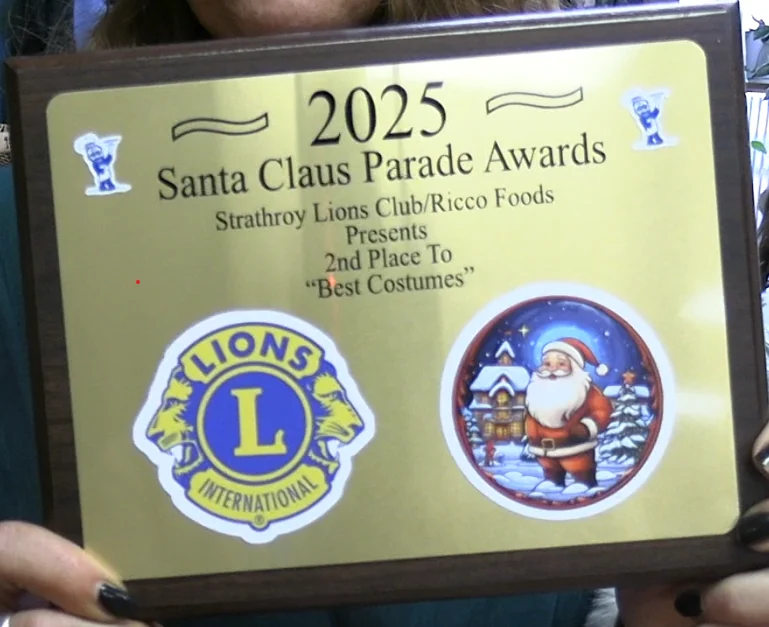 2025
Santa Claus Parade Awards
Strathroy Lions Club/Ricco Foods
Presents
2nd Place To
“Best Costumes”
LIONS
L
INTERNATIONAL
®